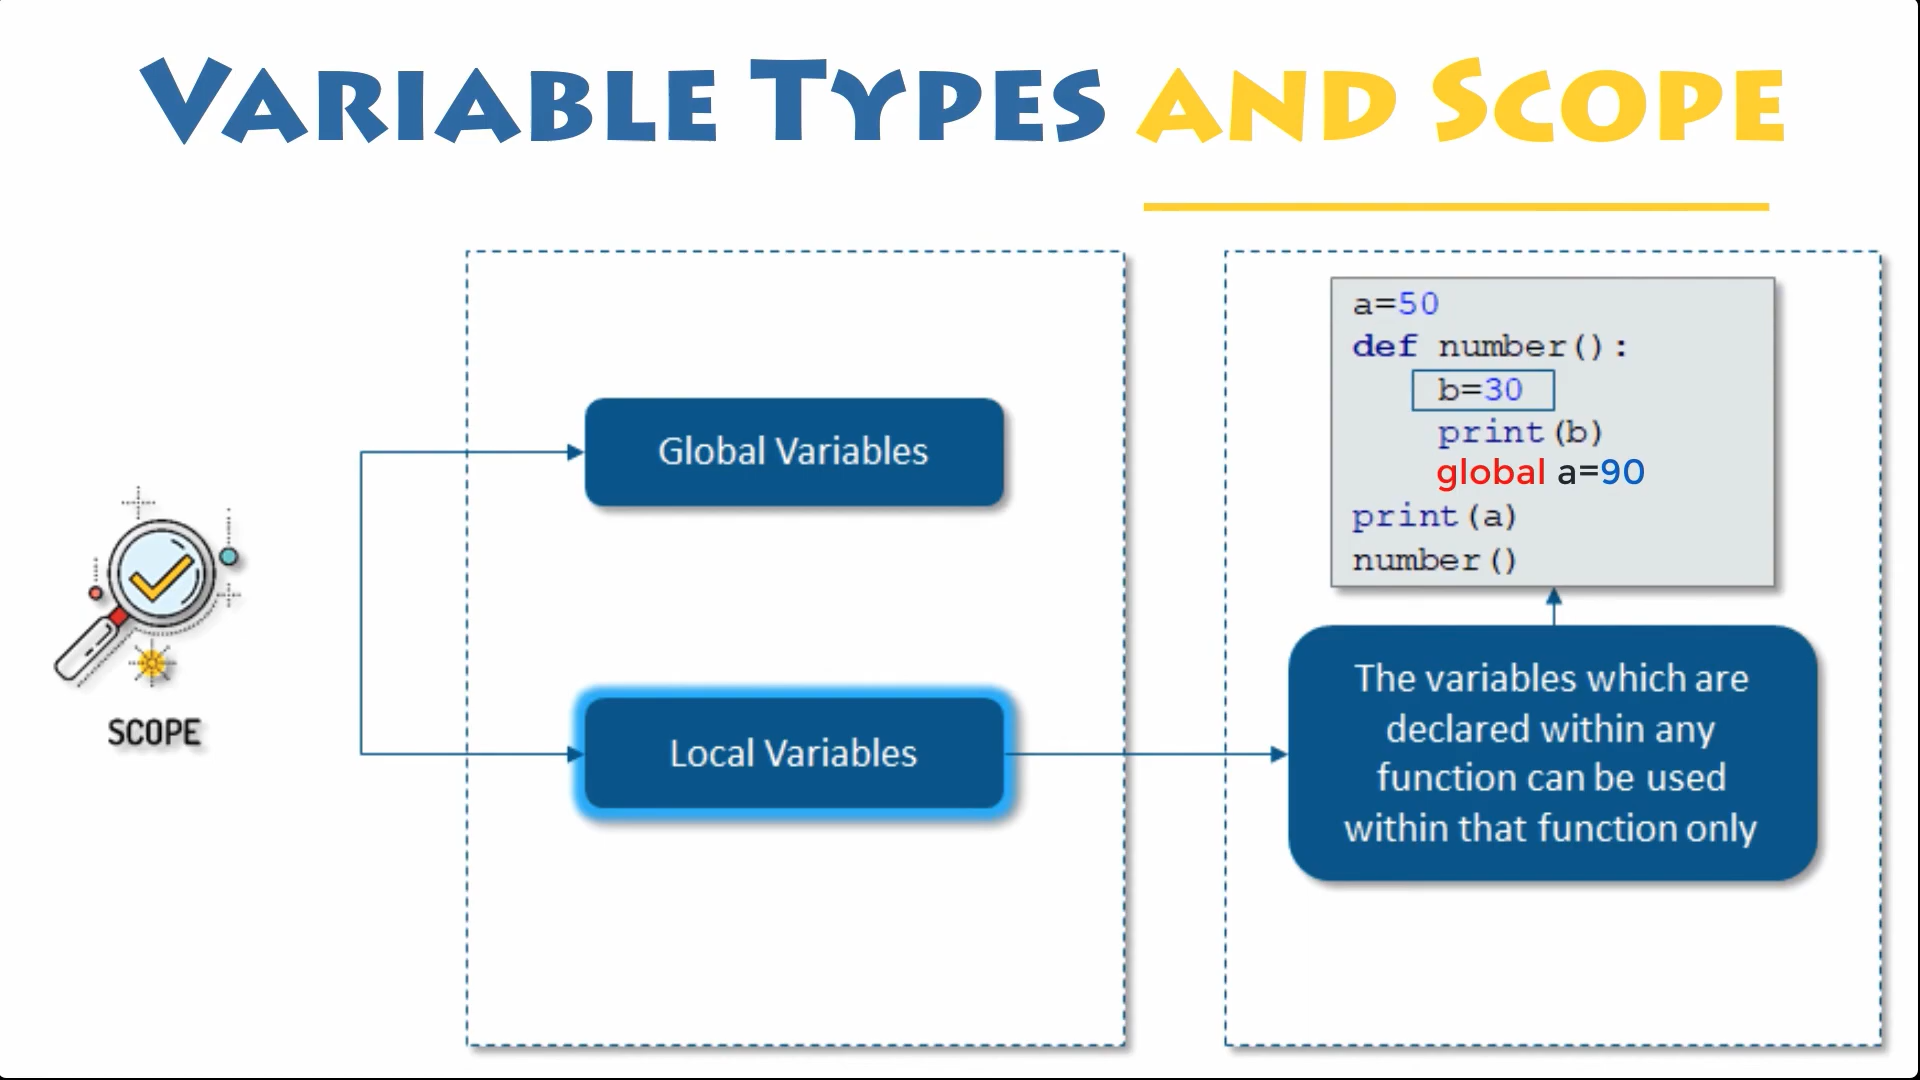 VARIABLE TYPES AND SCOPE
SCOPE
Global Variables
Local Variables
a=50
def number():
b=30
print(b)
global a=90
print(a)
number()
The variables which are
declared within any
function can be used
within that function only